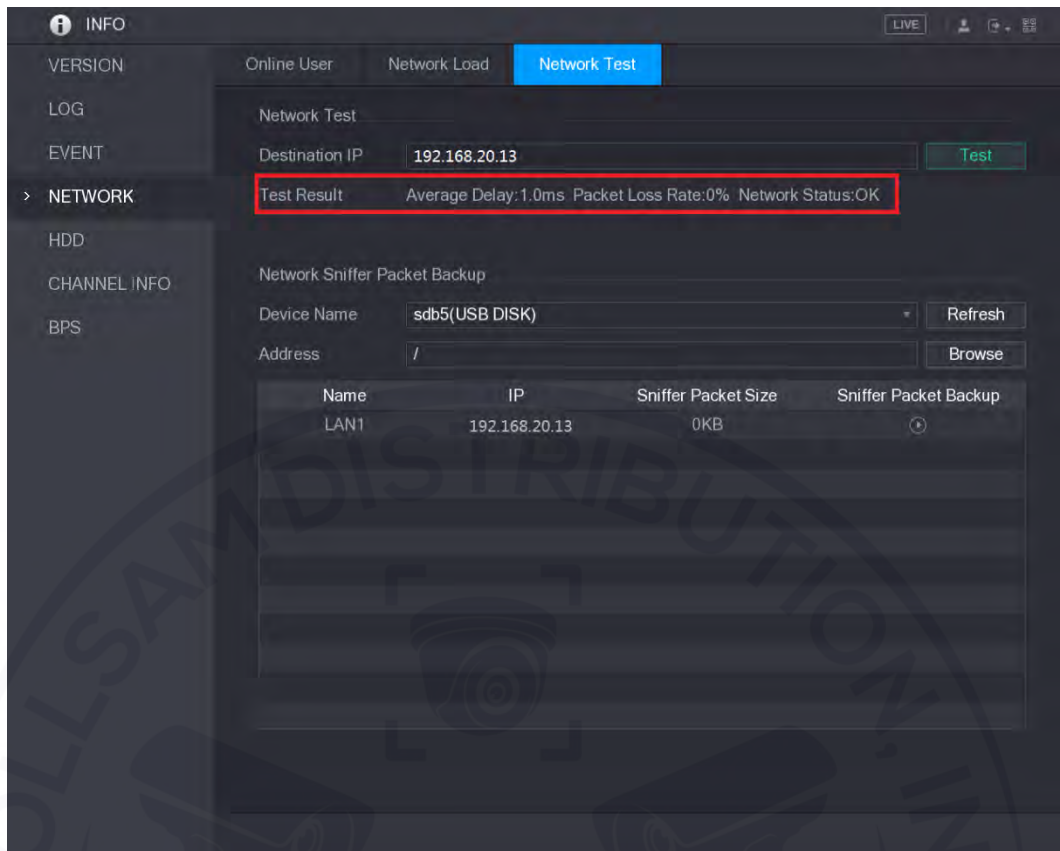 INFO
LIVE
VERSION
LOG
EVENT
NETWORK
HDD
CHANNEL INFO
BPS
Online User Network Load Network Test
Network Test
Destination IP 192.168.20.13 Test
Test Result Average Delay:1.0ms Packet Loss Rate:0% Network Status:OK
Network Sniffer Packet Backup
Device Name sdb5(USB DISK) Refresh
Address / Browse
Name IP Sniffer Packet Size Sniffer Packet Backup
LAN1 192.168.20.13 0KB